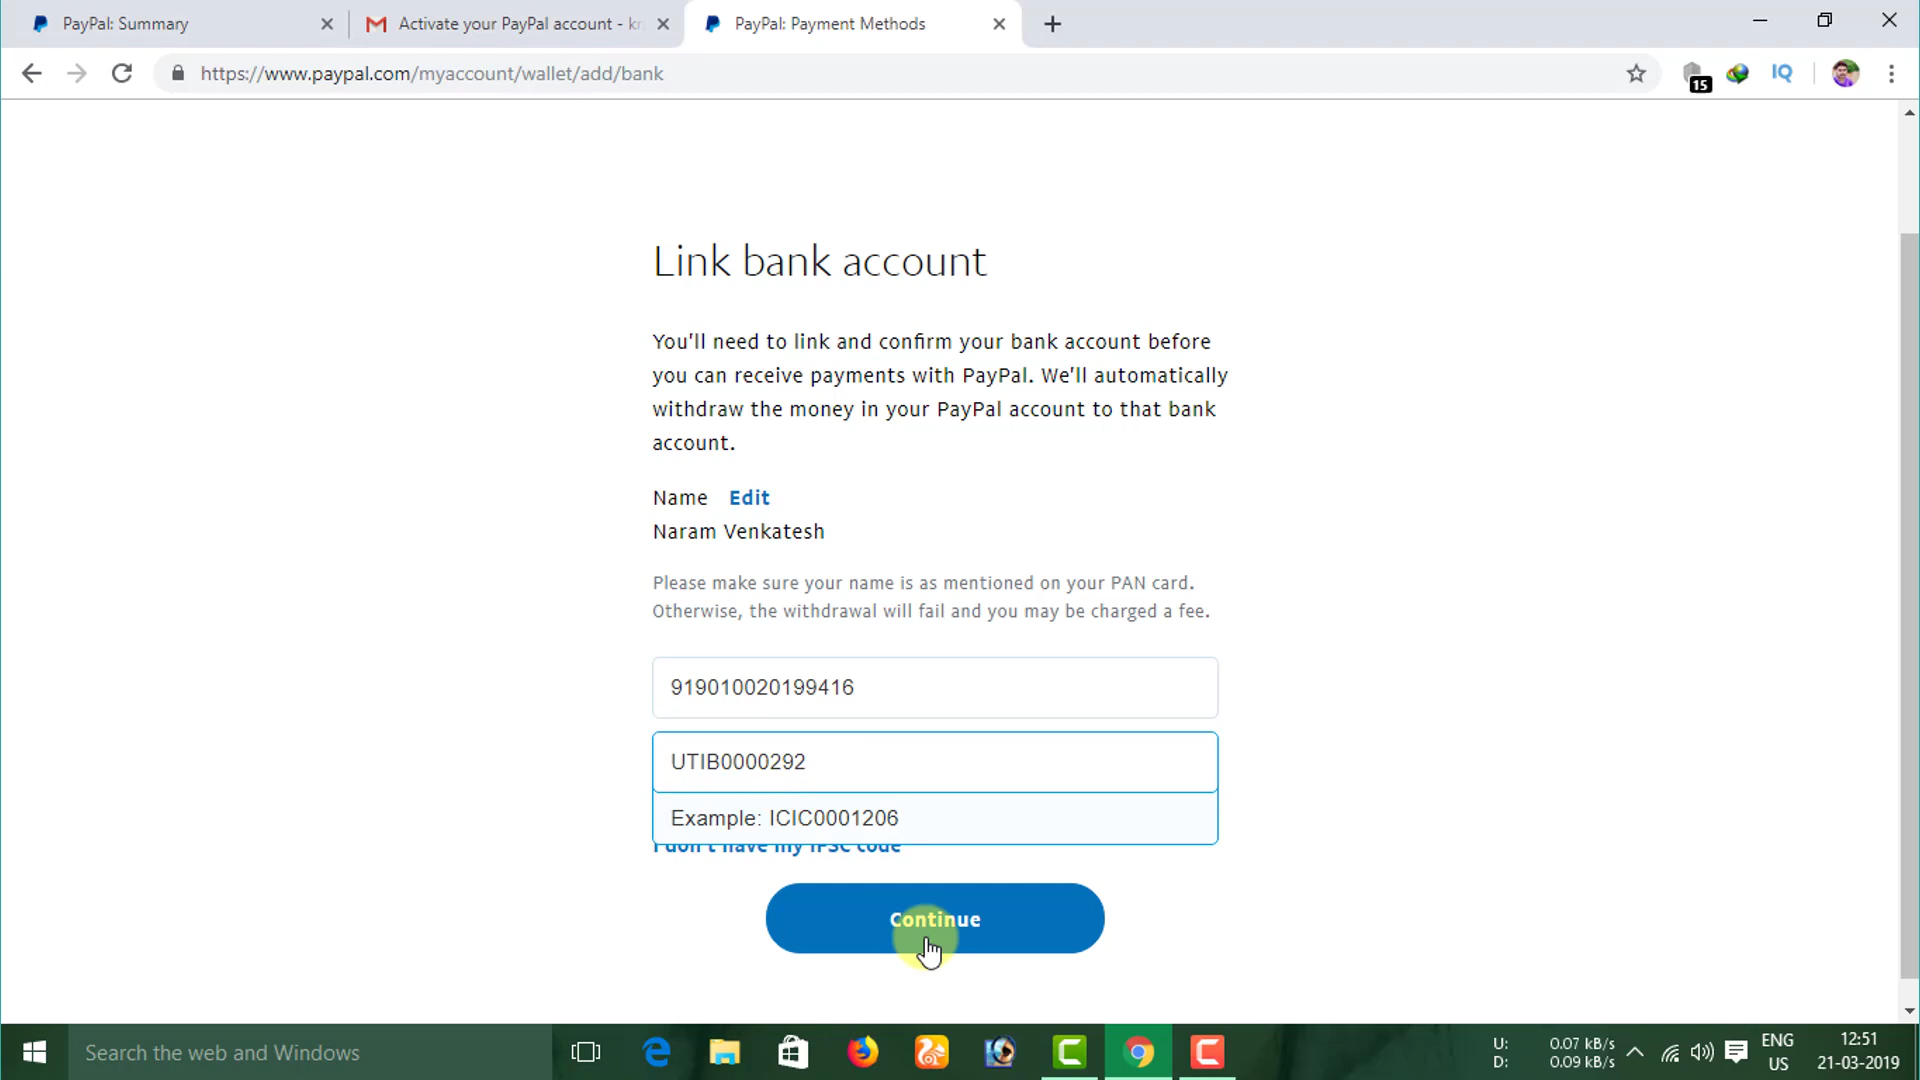 PayPal: Summary
Activate your PayPal account - kr
PayPal: Payment Methods
https://www.paypal.com/myaccount/wallet/add/bank
15
IQ
Link bank account
You'll need to link and confirm your bank account before
you can receive payments with PayPal. We'll automatically
withdraw the money in your PayPal account to that bank
account.
Name Edit
Naram Venkatesh
Please make sure your name is as mentioned on your PAN card.
Otherwise, the withdrawal will fail and you may be charged a fee.
919010020199416
UTIB0000292
Example: ICIC0001206
I don't have my IFSC code
Continue
Search the web and Windows
U: 0.07 kB/s
D: 0.09 kB/s
ENG
US
12:51
21-03-2019